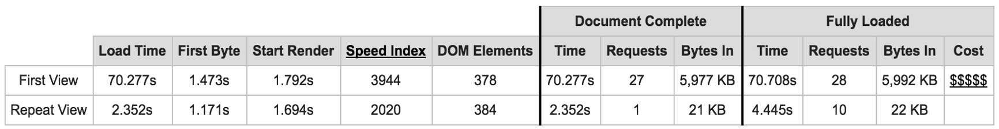 Document Complete Fully Loaded
Load Time First Byte Start Render Speed Index DOM Elements Time Requests Bytes In Time Requests Bytes In Cost
First View 70.277s 1.473s 1.792s 3944 378 70.277s 27 5,977 KB 70.708s 28 5,992 KB $$$$$
Repeat View 2.352s 1.171s 1.694s 2020 384 2.352s 1 21 KB 4.445s 10 22 KB